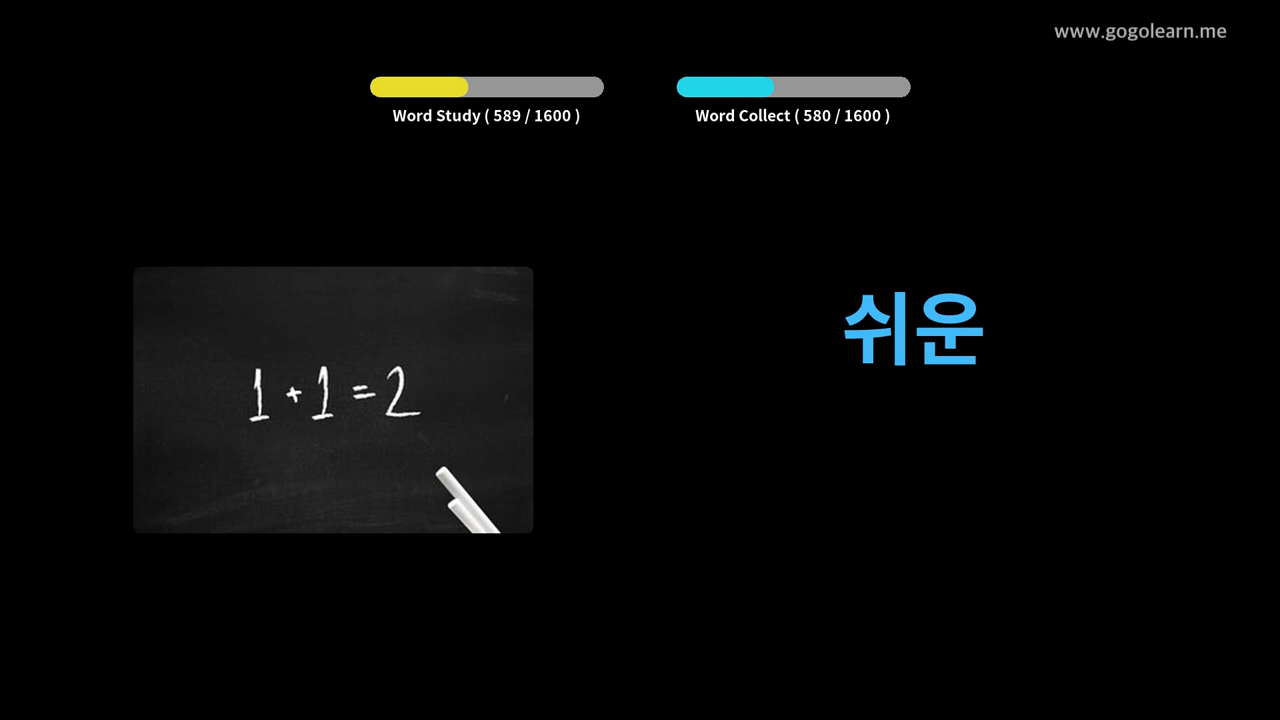 www.gogolearn.me
Word Study ( 589 / 1600 )
Word Collect ( 580 / 1600 )
쉬운
1 + 1 = 2